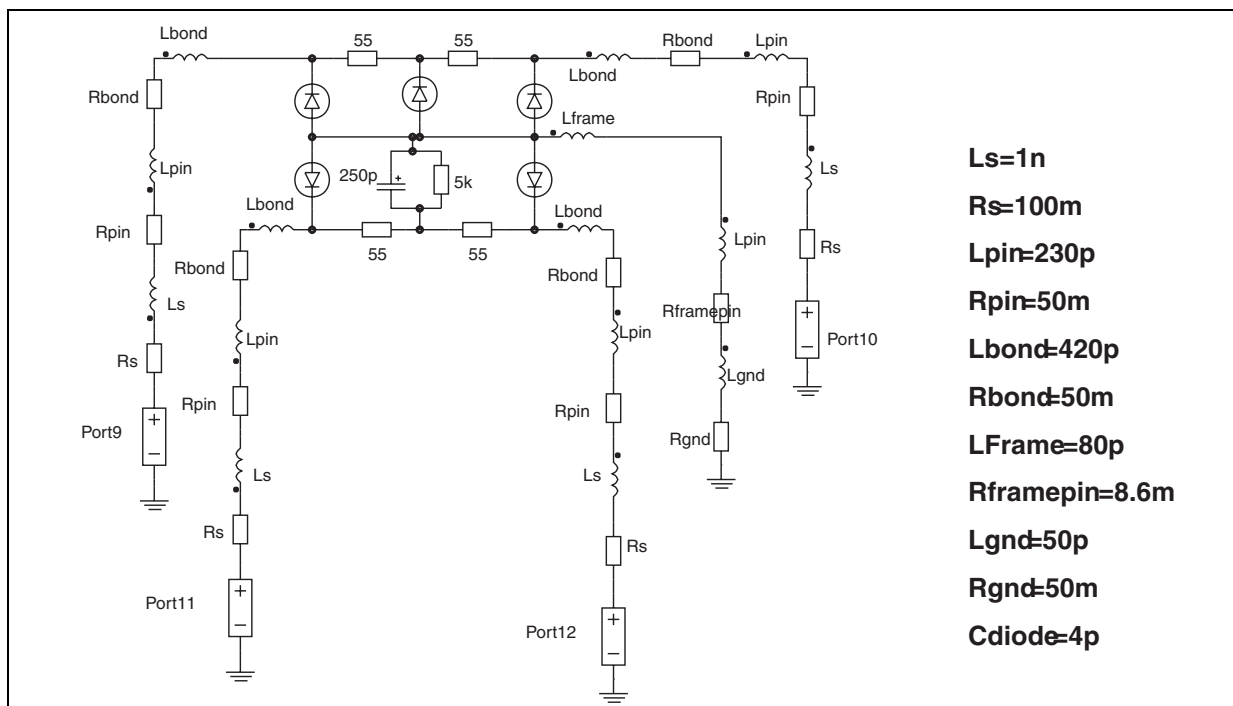 Lbond
55
55
Rbond
Lpin
Lbond
Rbond
Rpin
Lframe
Lpin
Ls
250p
+
5k
Lbond
Lbond
Rpin
Lpin
Rs
55
55
Rbond
Rbond
Ls
Rframepin
+
−
Port10
Lpin
Lpin
Rs
Lgnd
Rpin
Rpin
+
−
Port9
Rgnd
Ls
Ls
Rs
Rs
+
−
Port11
+
−
Port12
Ls=1n
Rs=100m
Lpin=230p
Rpin=50m
Lbond=420p
Rbond=50m
LFrame=80p
Rframepin=8.6m
Lgnd=50p
Rgnd=50m
Cdiode=4p